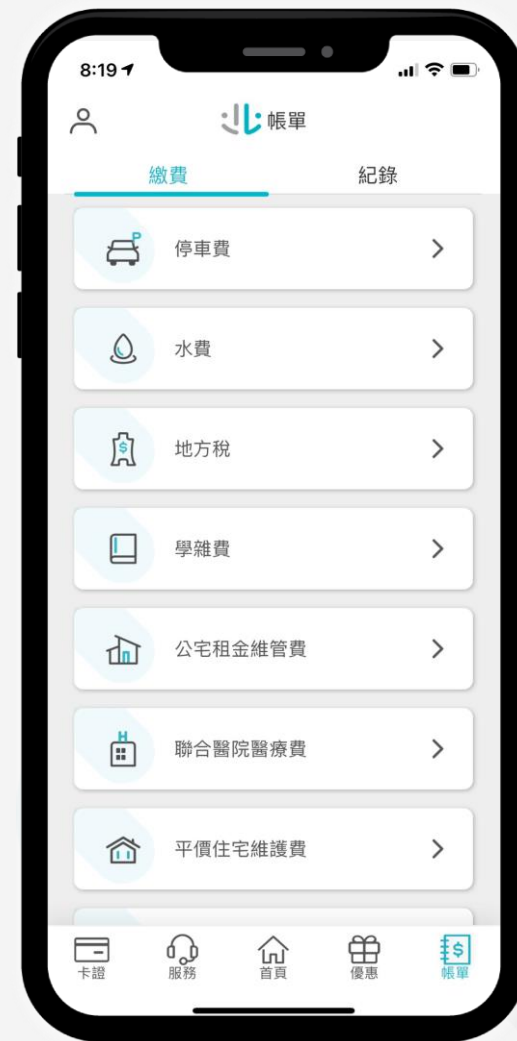 8:19
帳單
繳費
紀錄
P
停車費
水費
$
地方稅
學雜費
公宅租金維管費
H
聯合醫院醫療費
平價住宅維護費
$
卡證
服務
首頁
優惠
帳單